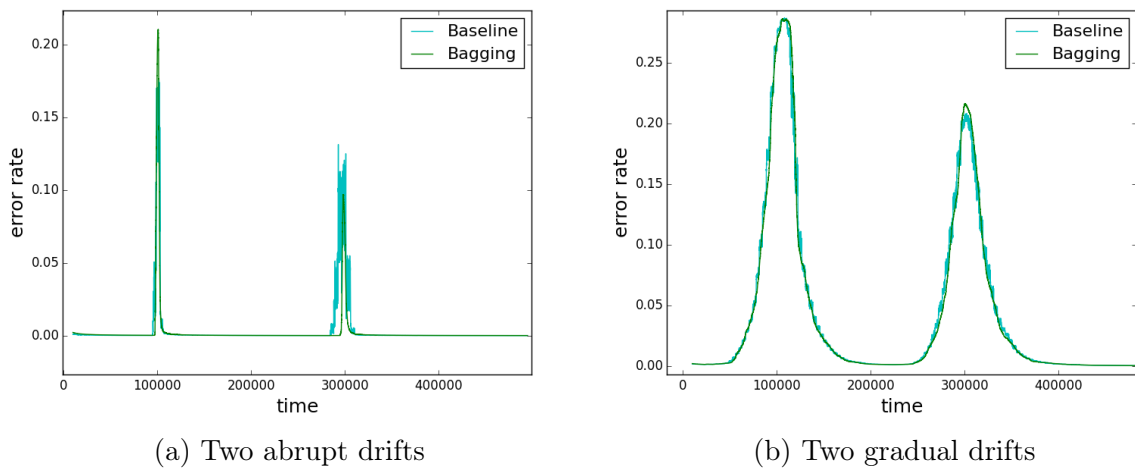 Baseline
Bagging
0.20
0.15
0.10
0.05
0.00
error rate
0 100000 200000 300000 400000
time
(a) Two abrupt drifts
Baseline
Bagging
0.25
0.20
0.15
0.10
0.05
0.00
error rate
0 100000 200000 300000 400000
time
(b) Two gradual drifts